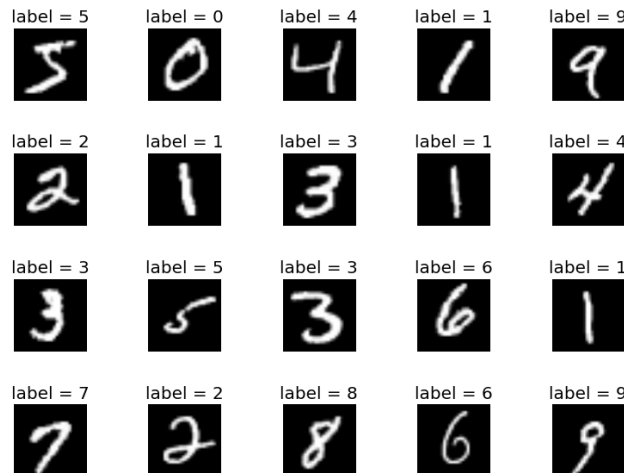 label = 5 label = 0 label = 4 label = 1 label = 9
5 0 4 1 9
label = 2 label = 1 label = 3 label = 1 label = 4
2 1 3 1 4
label = 3 label = 5 label = 3 label = 6 label = 1
3 5 3 6 1
label = 7 label = 2 label = 8 label = 6 label = 9
7 2 8 6 9